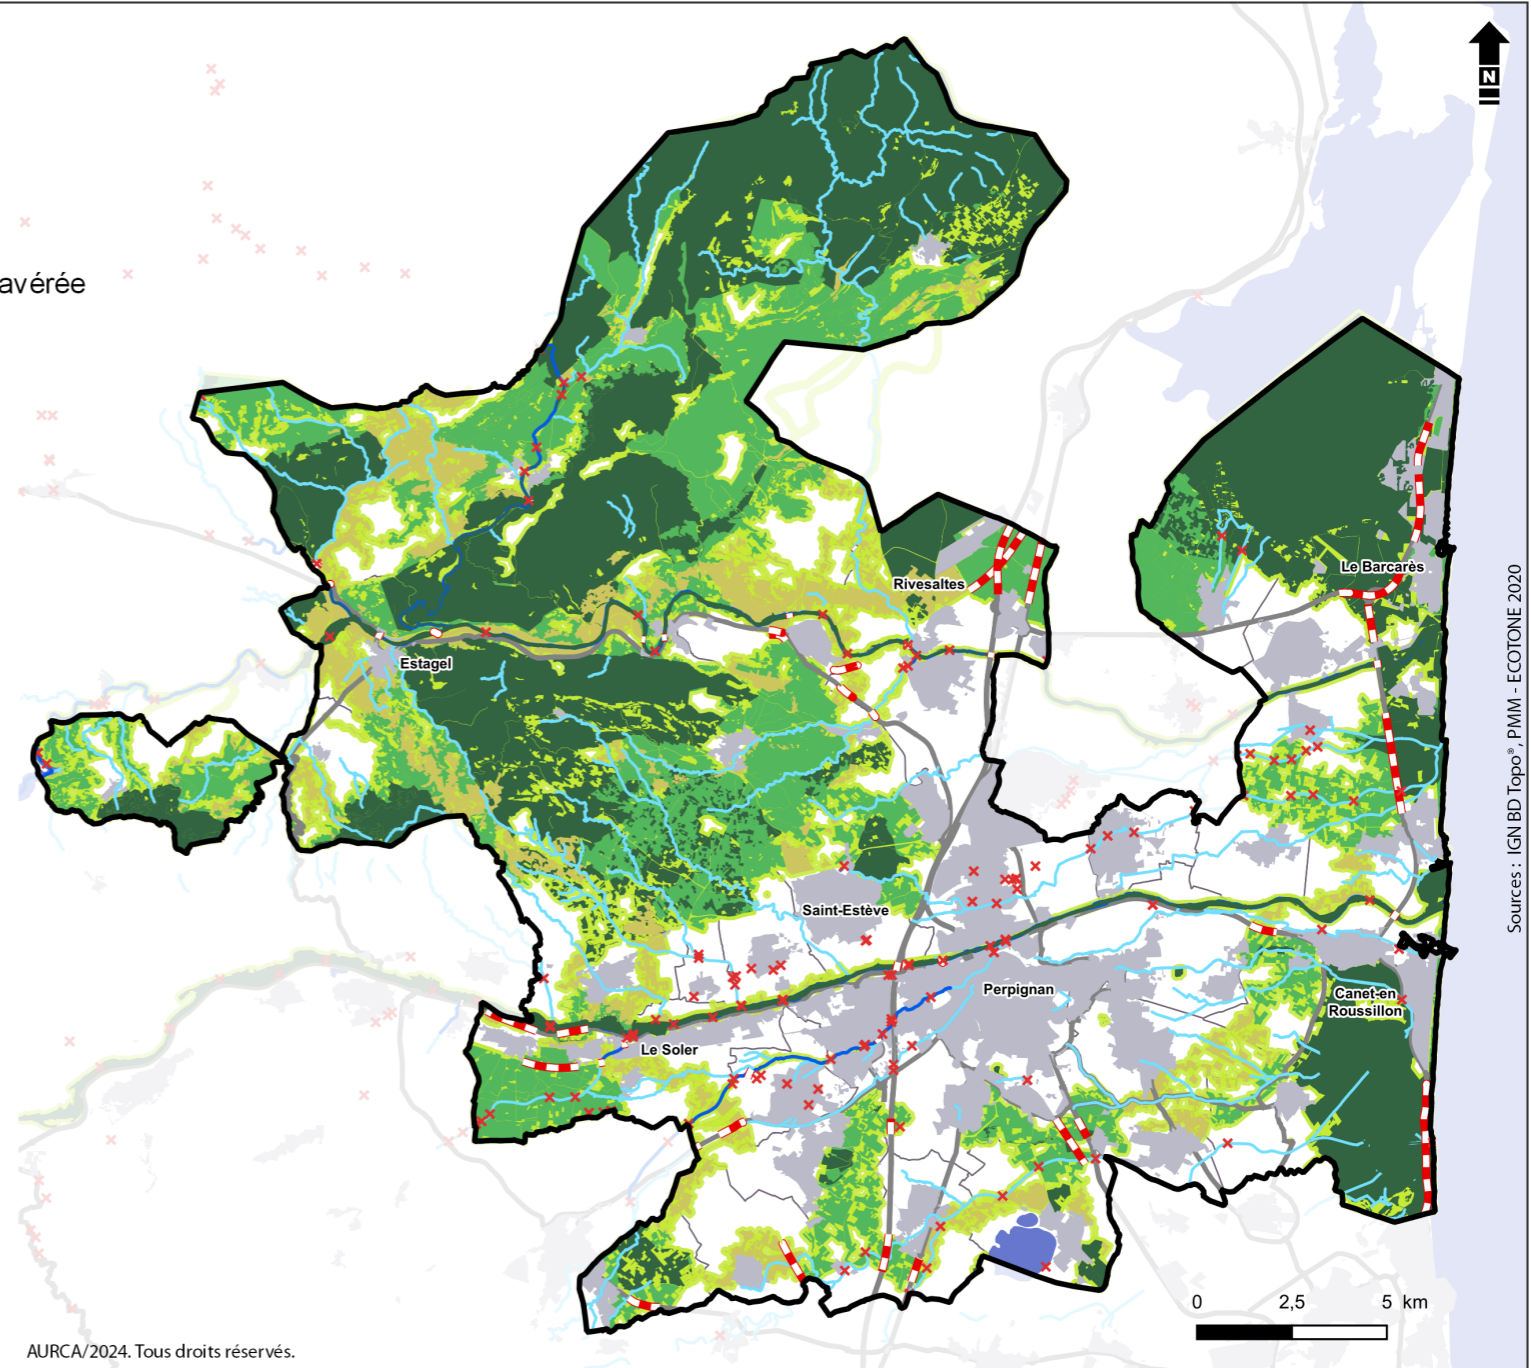 N
avérée
Rivesaltes
Le Barcarès
Estagel
Saint-Estève
Perpignan
Canet-en
Roussillon
Le Soler
0 2,5 5 km
AURCA/2024. Tous droits réservés.
Sources : IGN BD Topo®, PMM - ECOTONE 2020